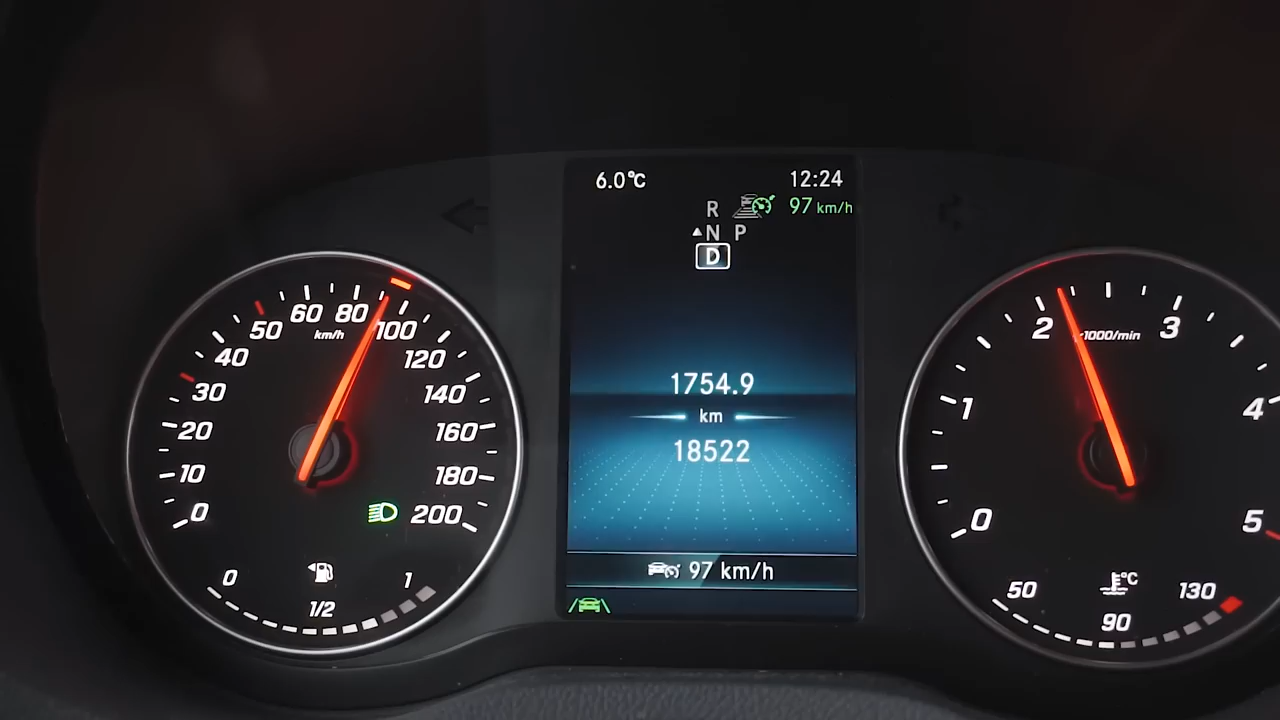 6.0°C 12:24
R 97 km/h
N P
D
1754.9
km
18522
97 km/h
0 10 20 30 40 50 60 80 100 120 140 160 180 200
km/h
0 1/2 1
0 1 2 3 4 5
x1000/min
°C
50 90 130